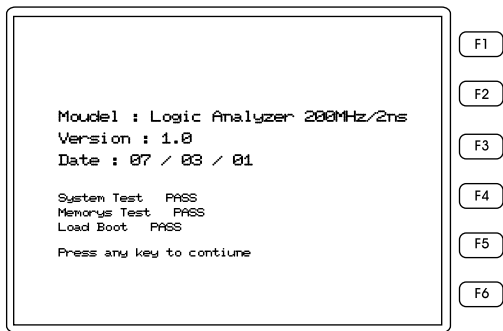 Moudel : Logic Analyzer 200MHz/2ns
Version : 1.0
Date : 07 / 03 / 01
System Test PASS
Memorys Test PASS
Load Boot PASS
Press any key to contiune
F1
F2
F3
F4
F5
F6